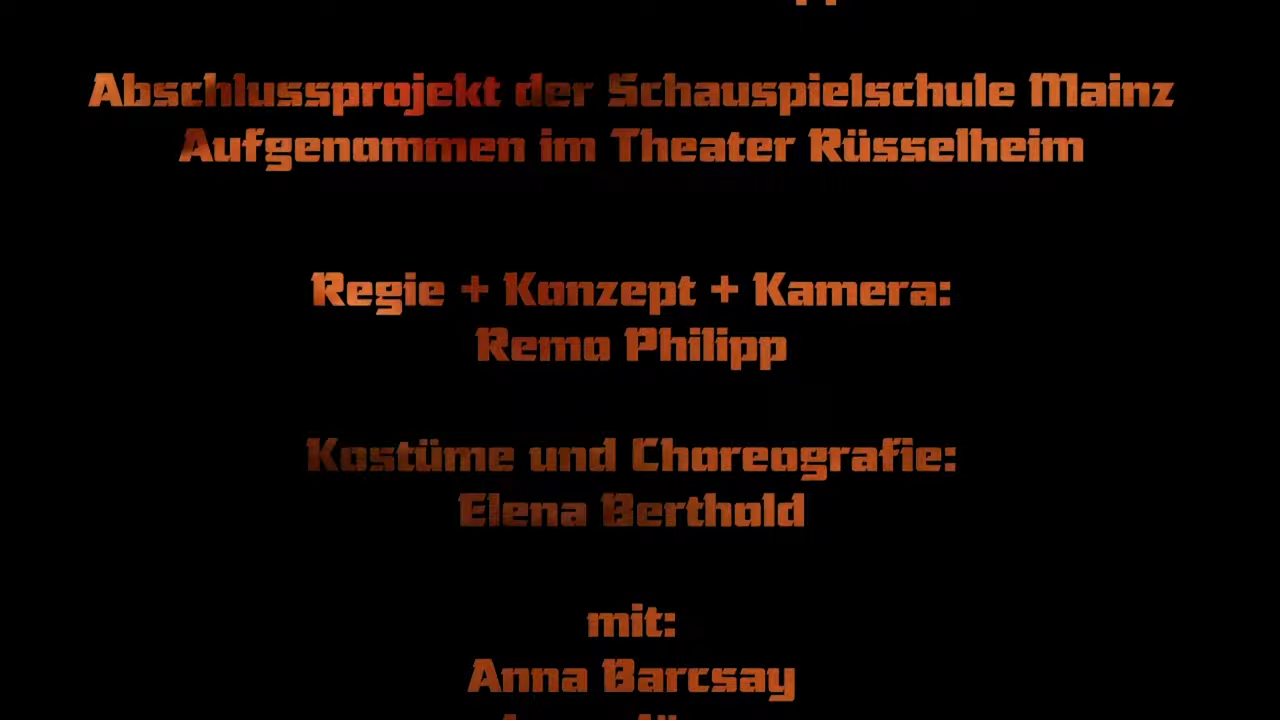 Abschlussprojekt der Schauspielschule Mainz
Aufgenommen im Theater Rüsselheim
Regie + Konzept + Kamera:
Remo Philipp
Kostüme und Choreografie:
Elena Berthold
mit:
Anna Barcsay